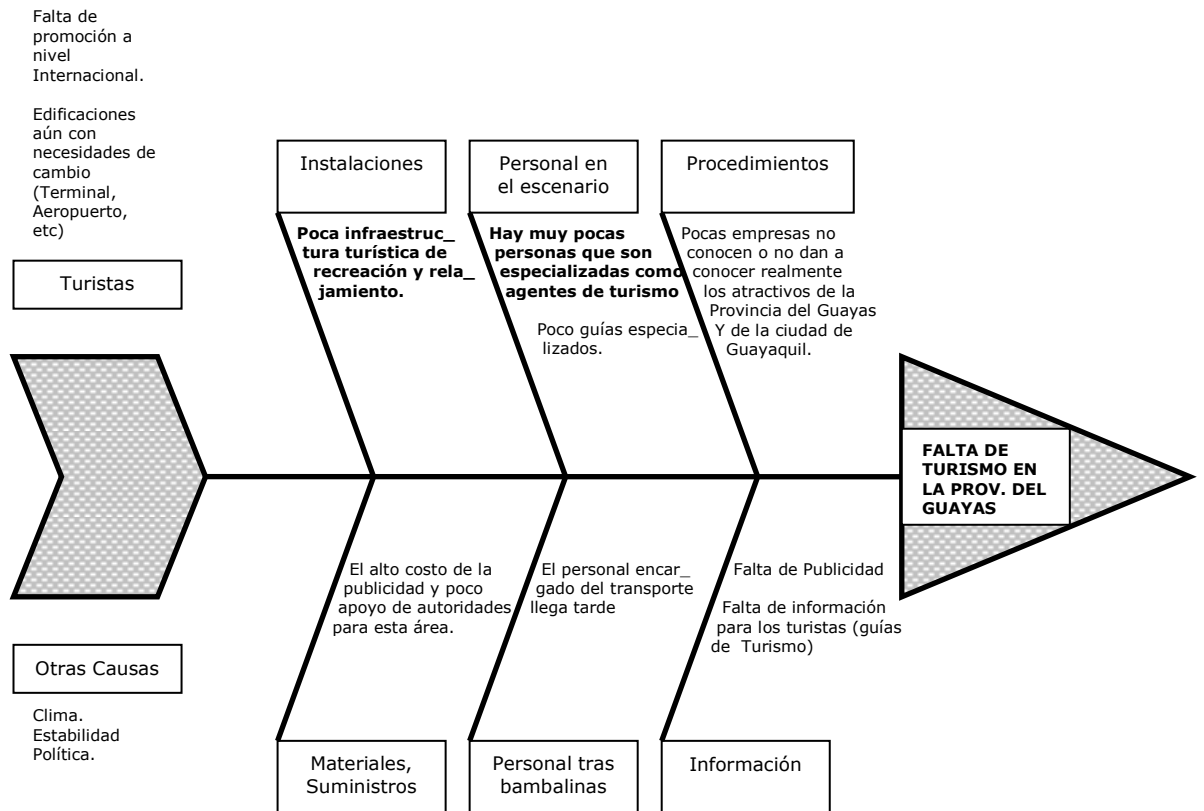 Falta de
promoción a
nivel
Internacional.
Edificaciones
aún con
necesidades de
cambio
(Terminal,
Aeropuerto,
etc)
Turistas
Instalaciones
Poca infraestruc_
tura turística de
recreación y rela_
jamiento.
Personal en
el escenario
Hay muy pocas
personas que son
especializadas como
agentes de turismo
Poco guías especia_
lizados.
Procedimientos
Pocas empresas no
conocen o no dan a
conocer realmente
los atractivos de la
Provincia del Guayas
Y de la ciudad de
Guayaquil.
FALTA DE
TURISMO EN
LA PROV. DEL
GUAYAS
El alto costo de la
publicidad y poco
apoyo de autoridades
para esta área.
Materiales,
Suministros
El personal encar_
gado del transporte
llega tarde
Personal tras
bambalinas
Falta de Publicidad
Falta de información
para los turistas (guías
de Turismo)
Información
Otras Causas
Clima.
Estabilidad
Política.